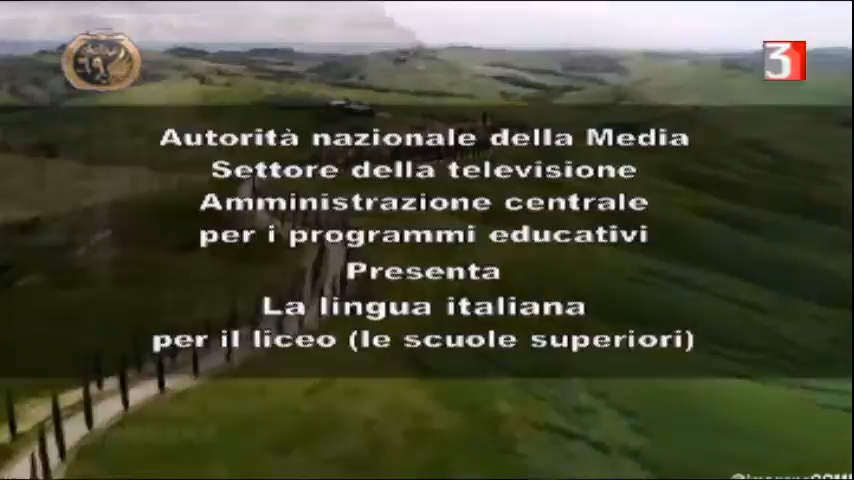 3
Autorità nazionale della Media
Settore della televisione
Amministrazione centrale
per i programmi educativi
Presenta
La lingua italiana
per il liceo (le scuole superiori)